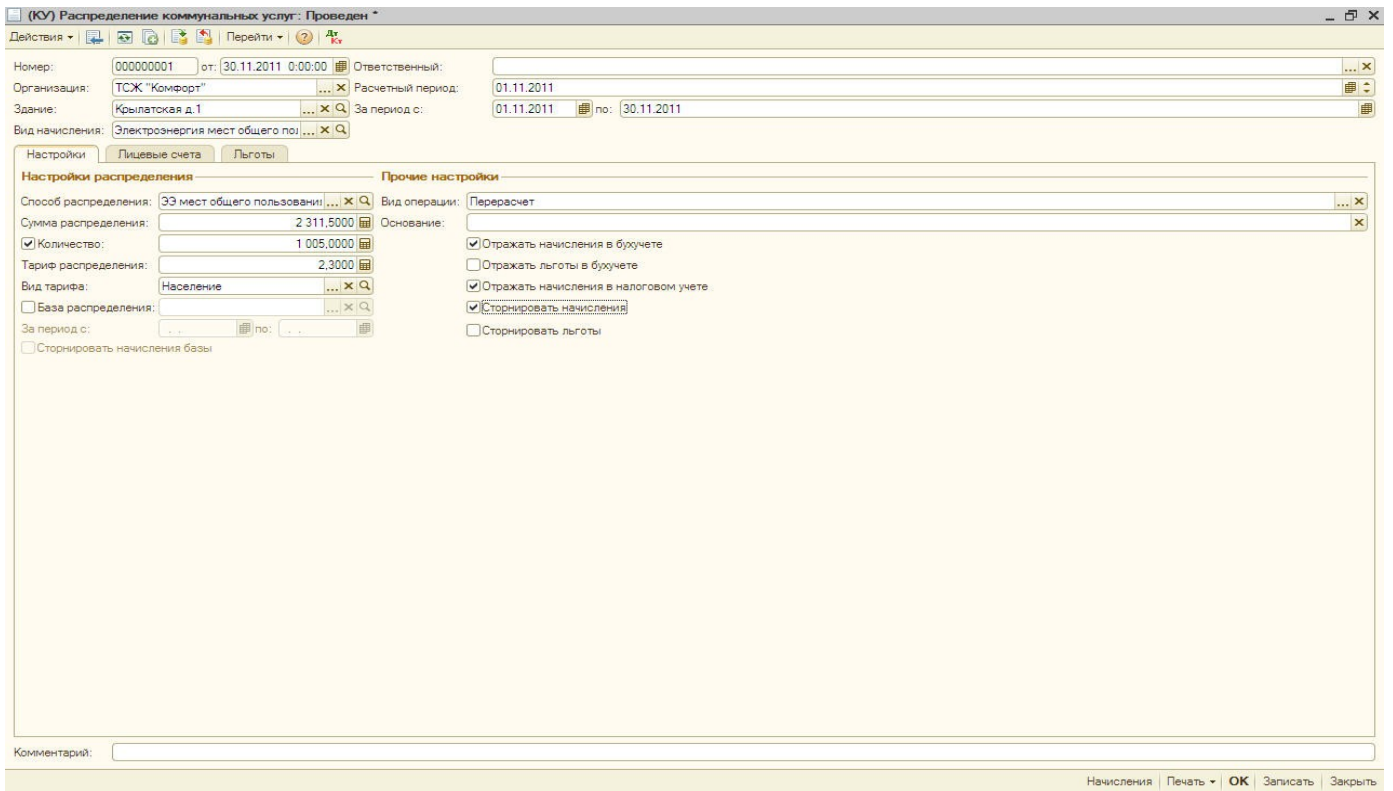 (КУ) Распределение коммунальных услуг: Проведен *
Действия Перейти Дт Кт
Номер: 000000001 от: 30.11.2011 0:00:00 Ответственный:
Организация: ТСЖ "Комфорт" ... Расчетный период: 01.11.2011
Здание: Крылатская д.1 ... За период с: 01.11.2011 по: 30.11.2011
Вид начисления: Электроэнергия мест общего пол ...
Настройки Лицевые счета Льготы
Настройки распределения Прочие настройки
Способ распределения: ЭЭ мест общего пользовани ... Вид операции: Перерасчет ...
Сумма распределения: 2 311,5000 Основание:
Количество: 1 005,0000 Отражать начисления в бухучете
Тариф распределения: 2,3000 Отражать льготы в бухучете
Вид тарифа: Население ... Отражать начисления в налоговом учете
База распределения: ... Сторнировать начисления
За период с: . . по: . . Сторнировать льготы
Сторнировать начисления базы
Комментарий:
Начисления Печать OK Записать Закрыть